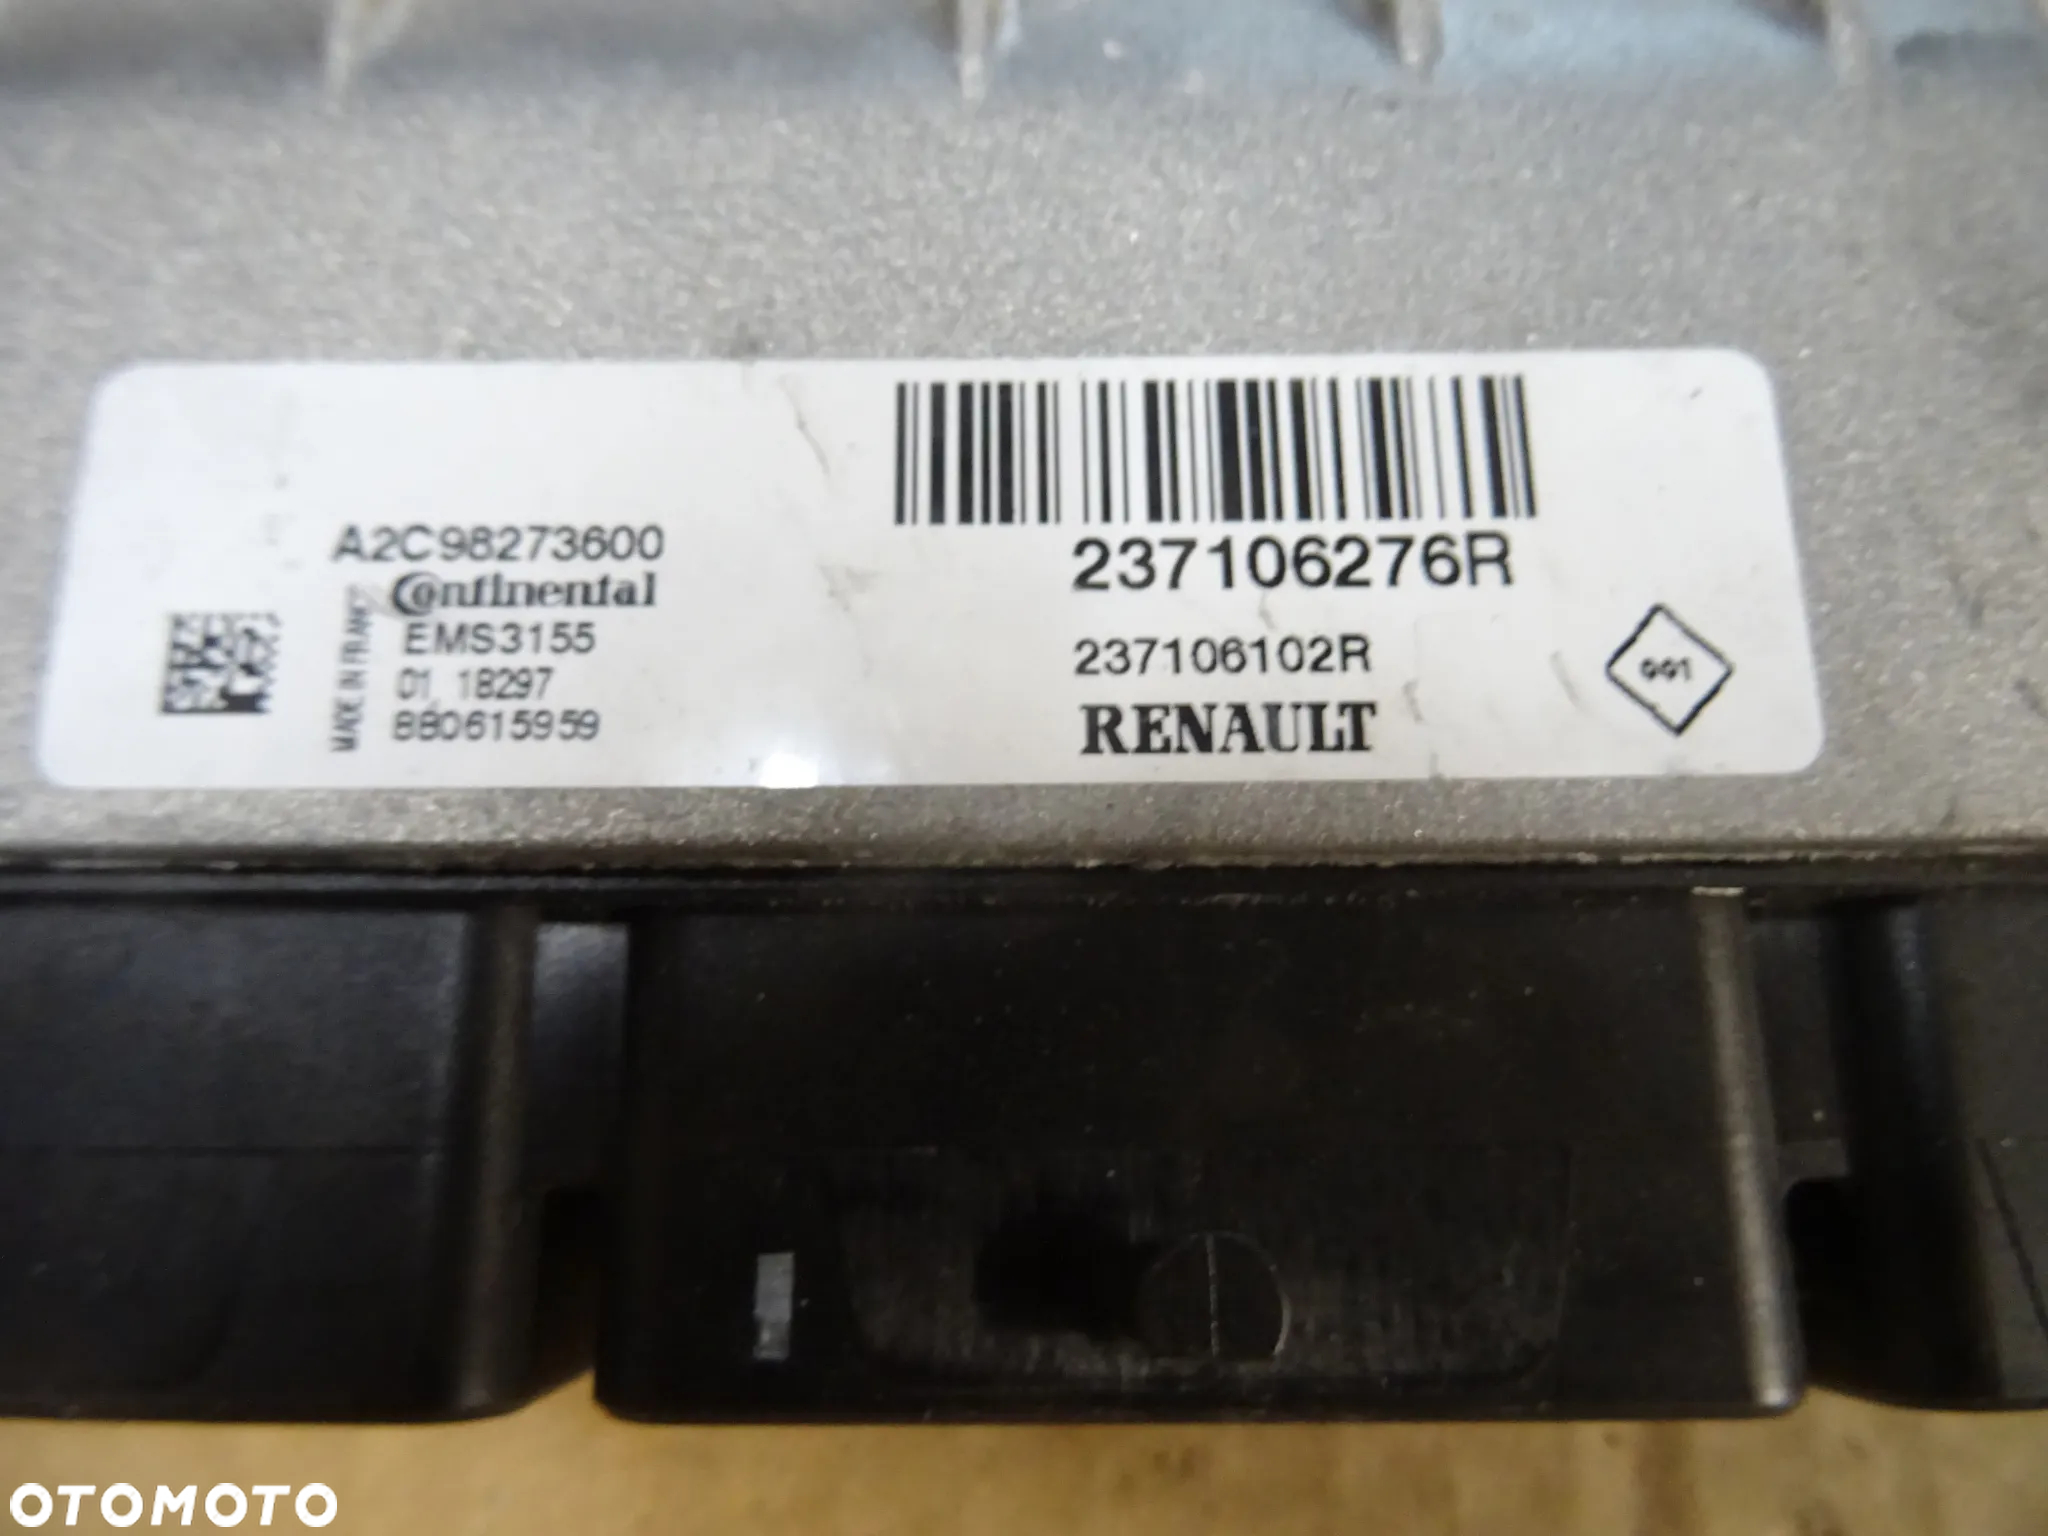 A2C98273600
Continental
EMS3155
01 18297
880615959
MADE IN FRANCE
237106276R
237106102R
RENAULT
001
OTOMOTO